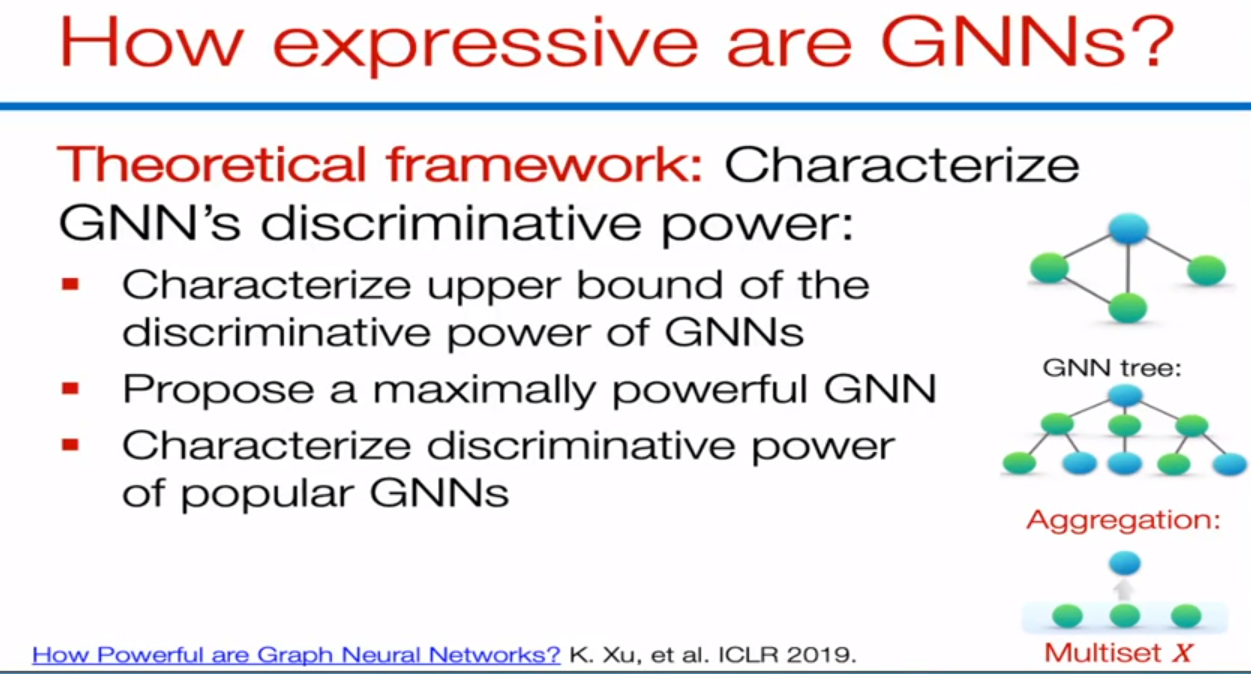 How expressive are GNNs?
Theoretical framework: Characterize
GNN's discriminative power:
▪ Characterize upper bound of the
discriminative power of GNNs
▪ Propose a maximally powerful GNN
▪ Characterize discriminative power
of popular GNNs
GNN tree:
Aggregation:
Multiset X
How Powerful are Graph Neural Networks? K. Xu, et al. ICLR 2019.